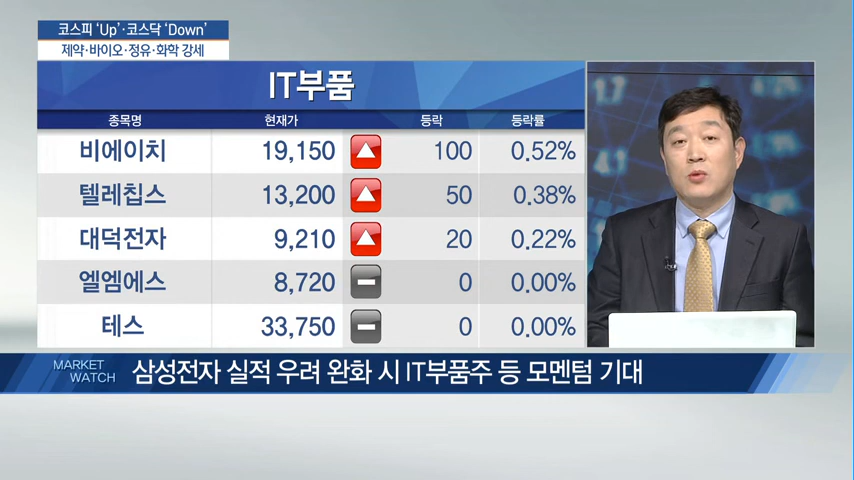 코스피 ‘Up’·코스닥 ‘Down’
제약·바이오·정유·화학 강세
IT부품
종목명 현재가 등락 등락률
비에이치 19,150 100 0.52%
텔레칩스 13,200 50 0.38%
대덕전자 9,210 20 0.22%
엘엠에스 8,720 0 0.00%
테스 33,750 0 0.00%
1.7
4.1
MARKET
WATCH
삼성전자 실적 우려 완화 시 IT부품주 등 모멘텀 기대